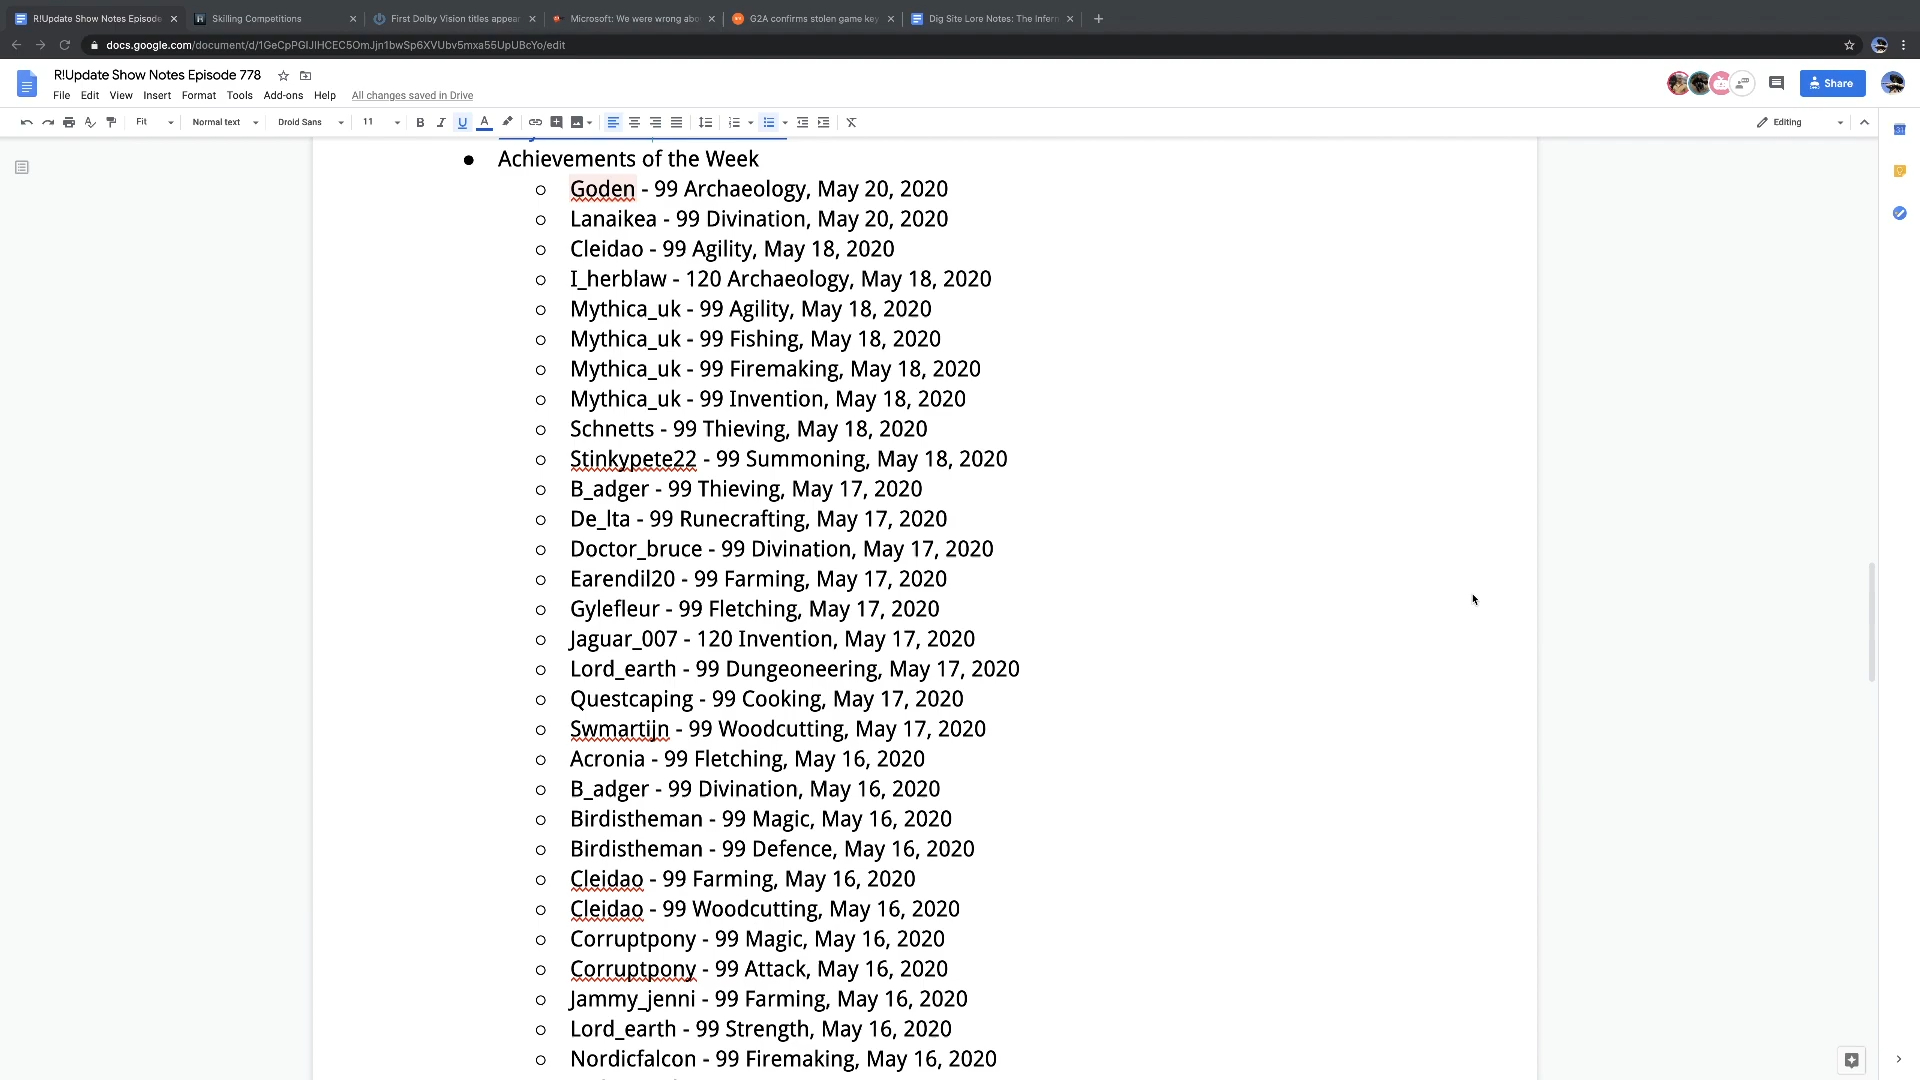 R!Update Show Notes Episode
Skilling Competitions
First Dolby Vision titles appear
Microsoft: We were wrong abo
G2A confirms stolen game key
Dig Site Lore Notes: The Infern
docs.google.com/document/d/1GeCpPGIJIHCEC5OmJjn1bwSp6XVUbv5mxa55UpUBcYo/edit
R!Update Show Notes Episode 778
File Edit View Insert Format Tools Add-ons Help All changes saved in Drive
Share
Fit Normal text Droid Sans 11 B I U A Editing
Achievements of the Week
Goden - 99 Archaeology, May 20, 2020
Lanaikea - 99 Divination, May 20, 2020
Cleidao - 99 Agility, May 18, 2020
I_herblaw - 120 Archaeology, May 18, 2020
Mythica_uk - 99 Agility, May 18, 2020
Mythica_uk - 99 Fishing, May 18, 2020
Mythica_uk - 99 Firemaking, May 18, 2020
Mythica_uk - 99 Invention, May 18, 2020
Schnetts - 99 Thieving, May 18, 2020
Stinkypete22 - 99 Summoning, May 18, 2020
B_adger - 99 Thieving, May 17, 2020
De_lta - 99 Runecrafting, May 17, 2020
Doctor_bruce - 99 Divination, May 17, 2020
Earendil20 - 99 Farming, May 17, 2020
Gylefleur - 99 Fletching, May 17, 2020
Jaguar_007 - 120 Invention, May 17, 2020
Lord_earth - 99 Dungeoneering, May 17, 2020
Questcaping - 99 Cooking, May 17, 2020
Swmartijn - 99 Woodcutting, May 17, 2020
Acronia - 99 Fletching, May 16, 2020
B_adger - 99 Divination, May 16, 2020
Birdistheman - 99 Magic, May 16, 2020
Birdistheman - 99 Defence, May 16, 2020
Cleidao - 99 Farming, May 16, 2020
Cleidao - 99 Woodcutting, May 16, 2020
Corruptpony - 99 Magic, May 16, 2020
Corruptpony - 99 Attack, May 16, 2020
Jammy_jenni - 99 Farming, May 16, 2020
Lord_earth - 99 Strength, May 16, 2020
Nordicfalcon - 99 Firemaking, May 16, 2020